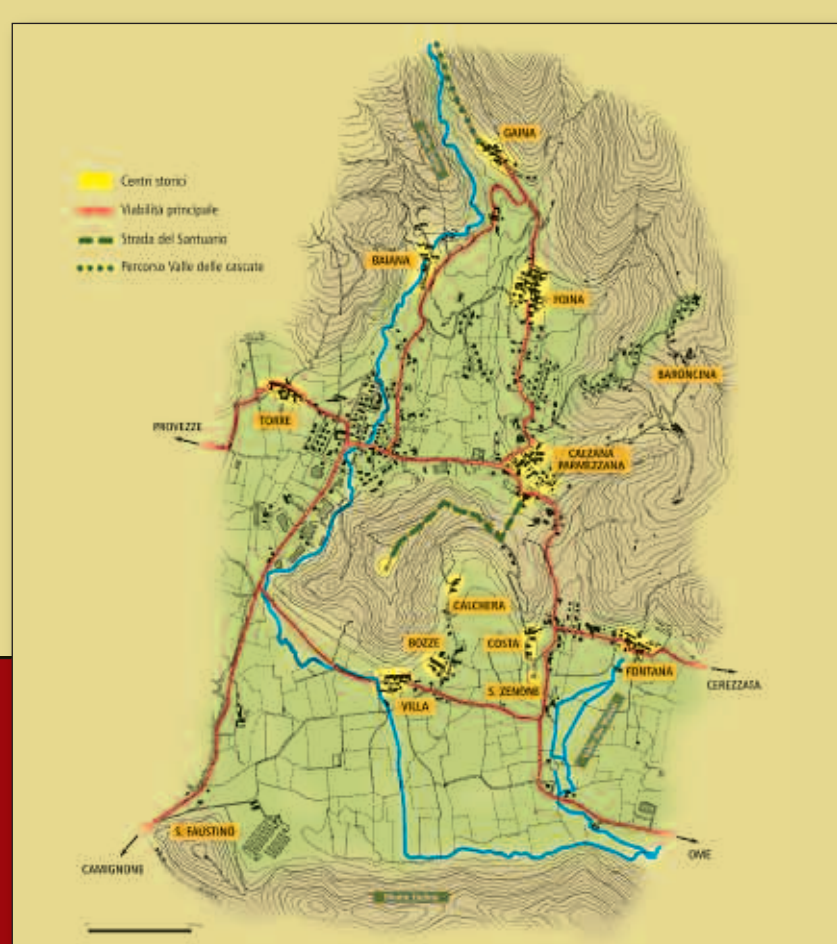 GAINA
Centri storici
Viabilità principale
Strada del Santuario
Percorso Valle delle cascate
BAIANA
FOINA
BARONCINA
TORRE
PROVEZZE
CALZANA
PARMEZZANA
CALCHERA
BOZZE
COSTA
FONTANA
CEREZZATA
S. ZENONE
VILLA
S. FAUSTINO
OME
CAMIGNONE